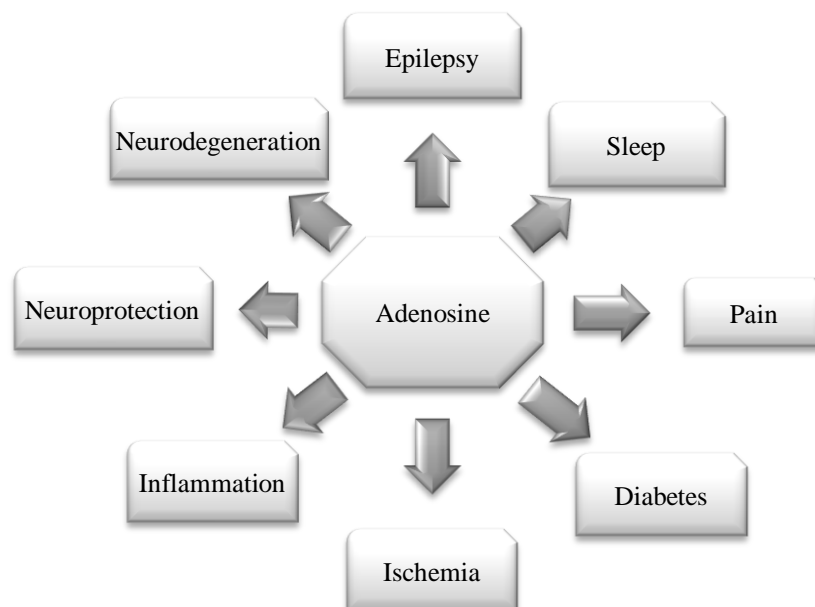 Epilepsy
Neurodegeneration
Sleep
Neuroprotection
Adenosine
Pain
Inflammation
Diabetes
Ischemia